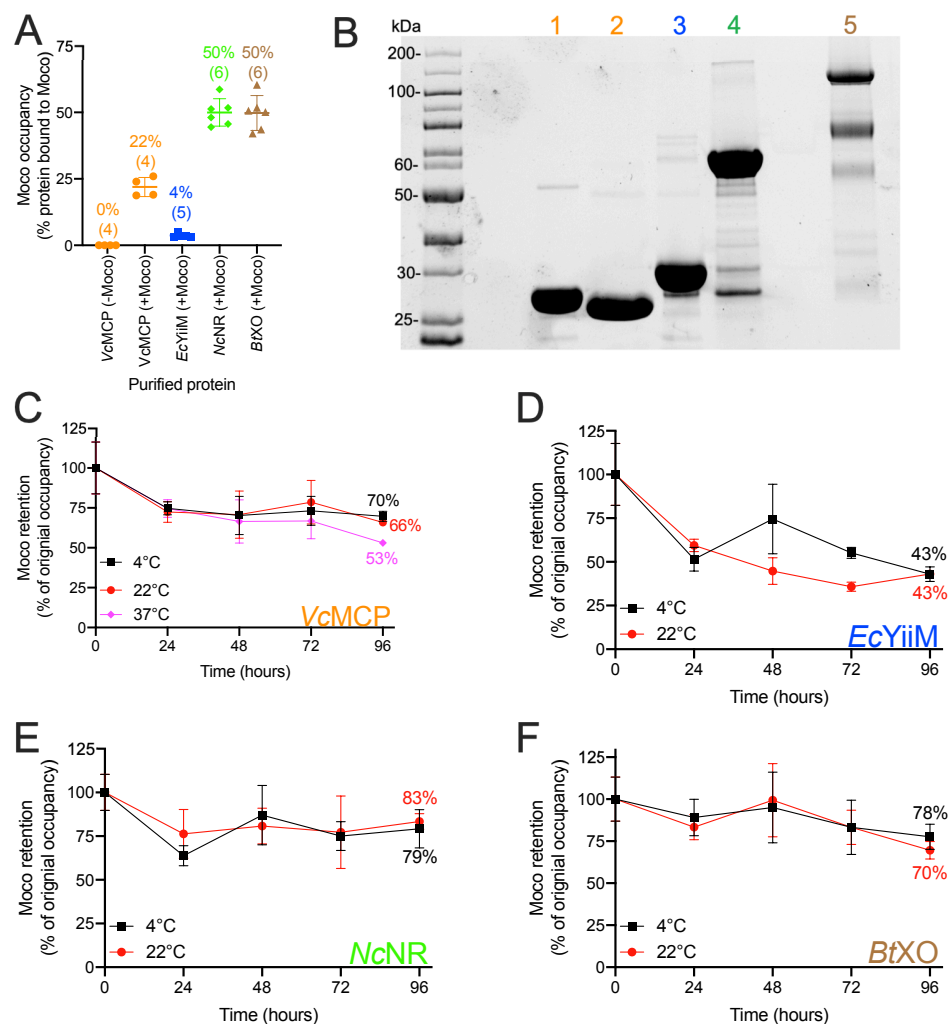 A
Moco occupancy
(% protein bound to Moco)
75
50
25
0
0%
(4)
22%
(4)
4%
(5)
50%
(6)
50%
(6)
VcMCP (-Moco)
VcMCP (+Moco)
EcYiiM (+Moco)
NcNR (+Moco)
BtXO (+Moco)
Purified protein
B
kDa
1
2
3
4
5
200-
100-
60-
50-
30-
25-
C
Moco retention
(% of orignial occupancy)
125
100
75
50
25
0
70%
66%
53%
4°C
22°C
37°C
VcMCP
0
24
48
72
96
Time (hours)
D
Moco retention
(% of orignial occupancy)
125
100
75
50
25
0
43%
43%
4°C
22°C
EcYiiM
0
24
48
72
96
Time (hours)
E
Moco retention
(% of orignial occupancy)
125
100
75
50
25
0
83%
79%
4°C
22°C
NcNR
0
24
48
72
96
Time (hours)
F
Moco retention
(% of orignial occupancy)
125
100
75
50
25
0
78%
70%
4°C
22°C
BtXO
0
24
48
72
96
Time (hours)